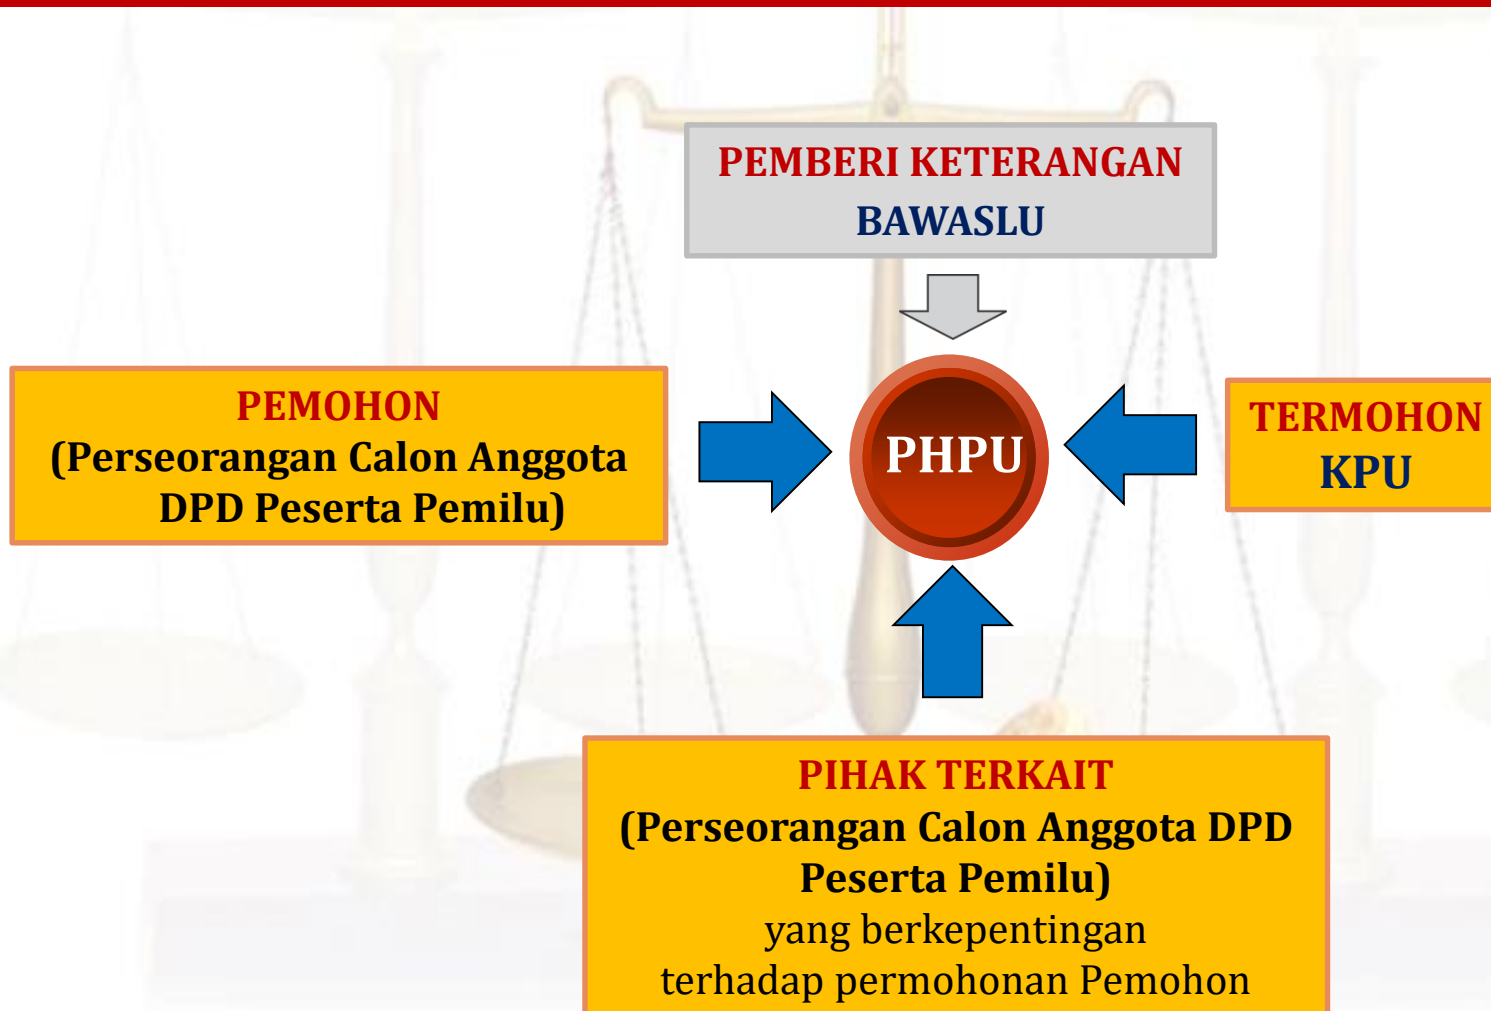 PEMBERI KETERANGAN
BAWASLU
PEMOHON
(Perseorangan Calon Anggota
DPD Peserta Pemilu)
PHPU
TERMOHON
KPU
PIHAK TERKAIT
(Perseorangan Calon Anggota DPD
Peserta Pemilu)
yang berkepentingan
terhadap permohonan Pemohon